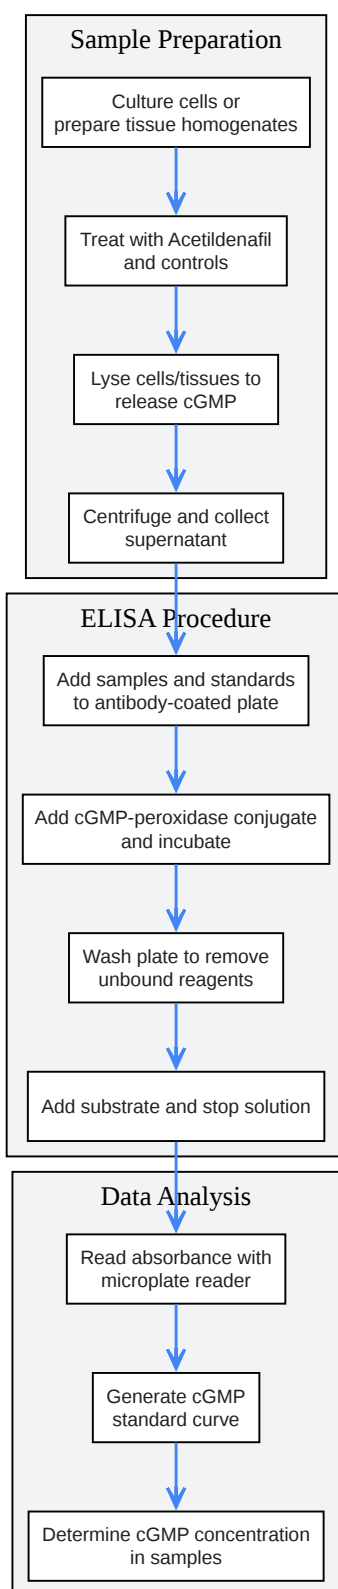 Sample Preparation
Culture cells or
prepare tissue homogenates
Treat with Acetildenafil
and controls
Lyse cells/tissues to
release cGMP
Centrifuge and collect
supernatant
ELISA Procedure
Add samples and standards
to antibody-coated plate
Add cGMP-peroxidase conjugate
and incubate
Wash plate to remove
unbound reagents
Add substrate and stop solution
Data Analysis
Read absorbance with
microplate reader
Generate cGMP
standard curve
Determine cGMP concentration
in samples